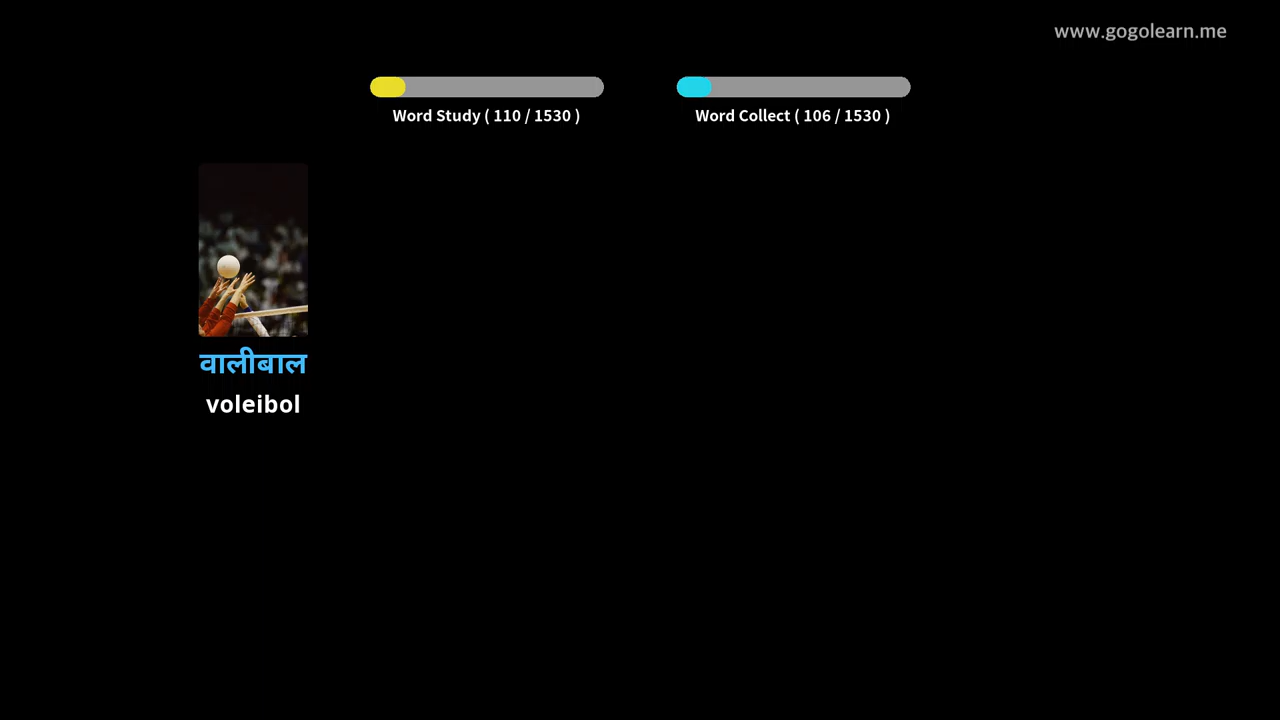 www.gogolearn.me
Word Study ( 110 / 1530 )
Word Collect ( 106 / 1530 )
वालीबाल
voleibol